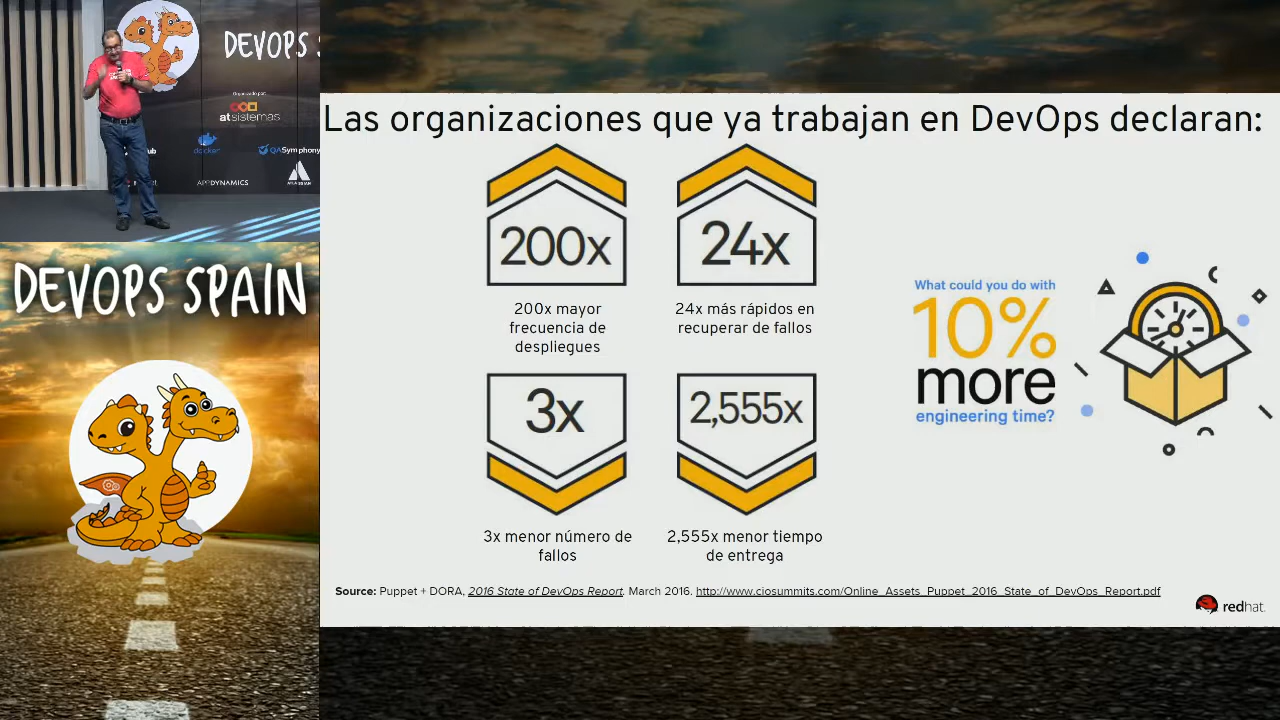 DEVOPS S
Organizado por:
atsistemas
docker
QASymphony
APPDYNAMICS
ATLASSIAN
DEVOPS SPAIN
Las organizaciones que ya trabajan en DevOps declaran:
200x
24x
200x mayor
frecuencia de
despliegues
24x más rápidos en
recuperar de fallos
What could you do with
10%
more
engineering time?
3x
2,555x
3x menor número de
fallos
2,555x menor tiempo
de entrega
Source: Puppet + DORA, 2016 State of DevOps Report. March 2016. http://www.ciosummits.com/Online_Assets_Puppet_2016_State_of_DevOps_Report.pdf
redhat.